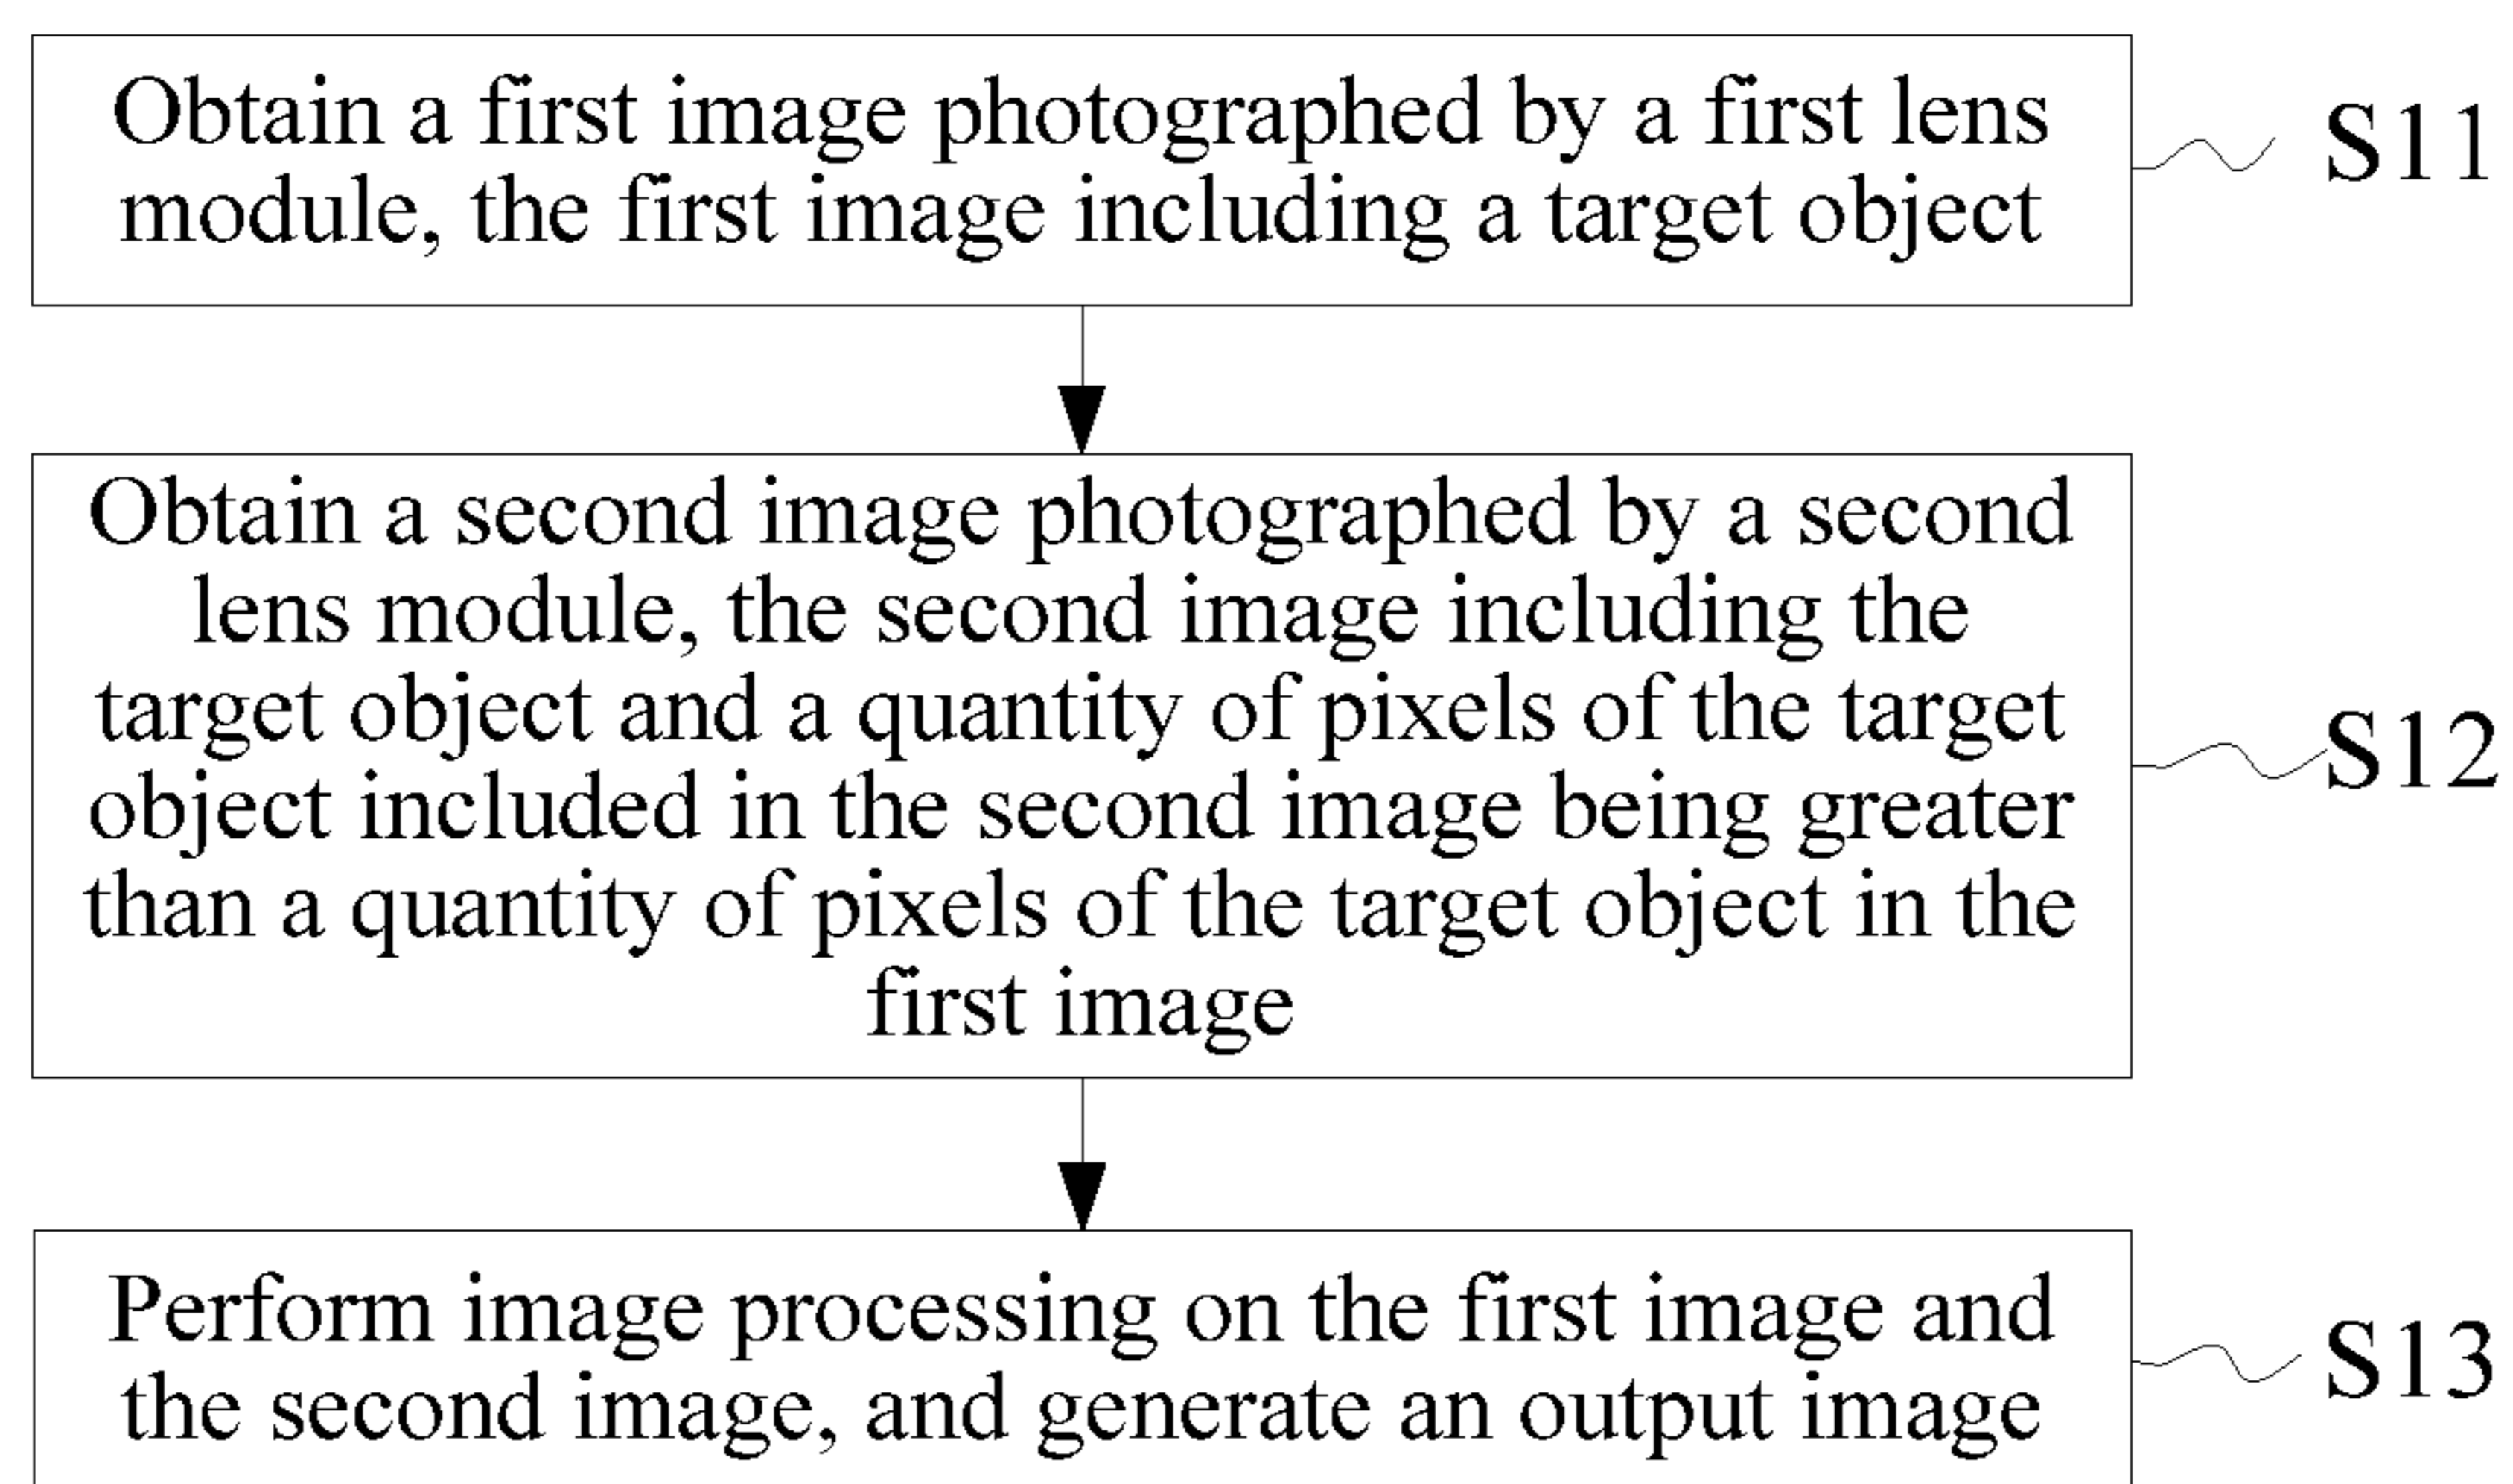 Obtain a first image photographed by a first lens
module, the first image including a target object
S11
Obtain a second image photographed by a second
lens module, the second image including the
target object and a quantity of pixels of the target
object included in the second image being greater
than a quantity of pixels of the target object in the
first image
S12
Perform image processing on the first image and
the second image, and generate an output image
S13